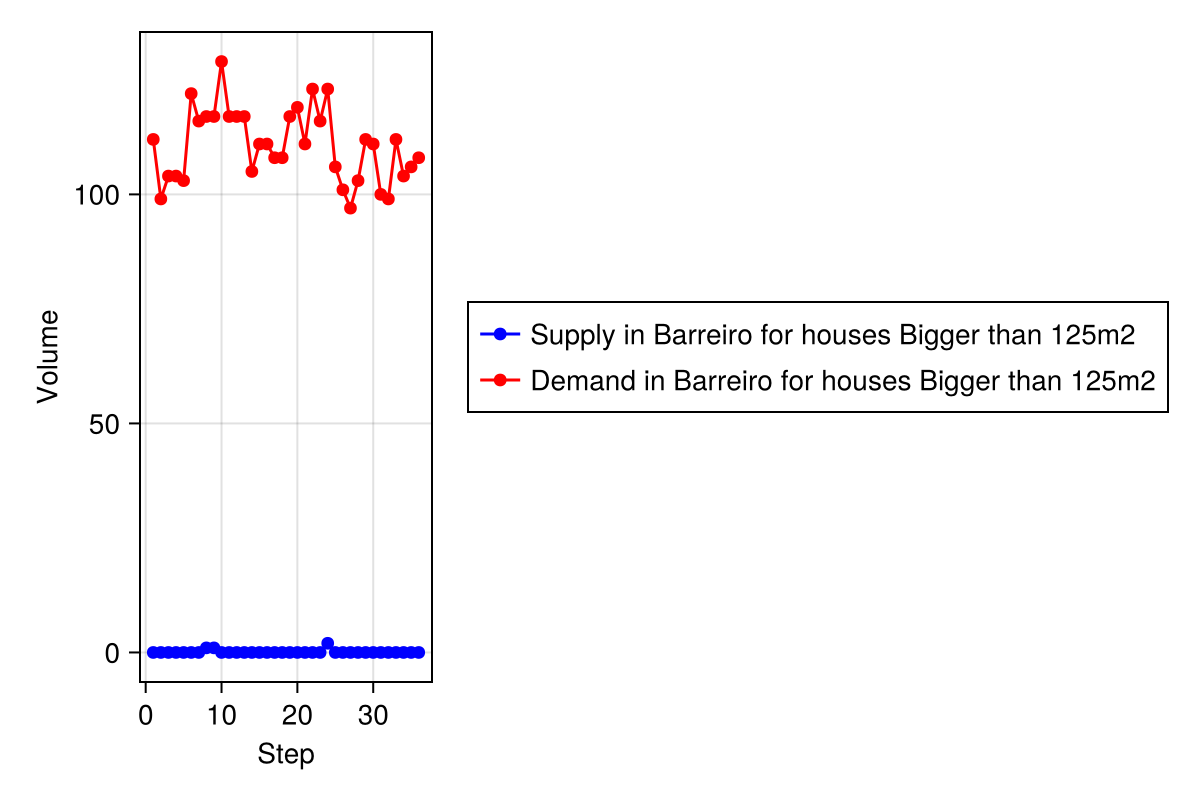 Volume
100
50
0
0 10 20 30
Step
Supply in Barreiro for houses Bigger than 125m2
Demand in Barreiro for houses Bigger than 125m2